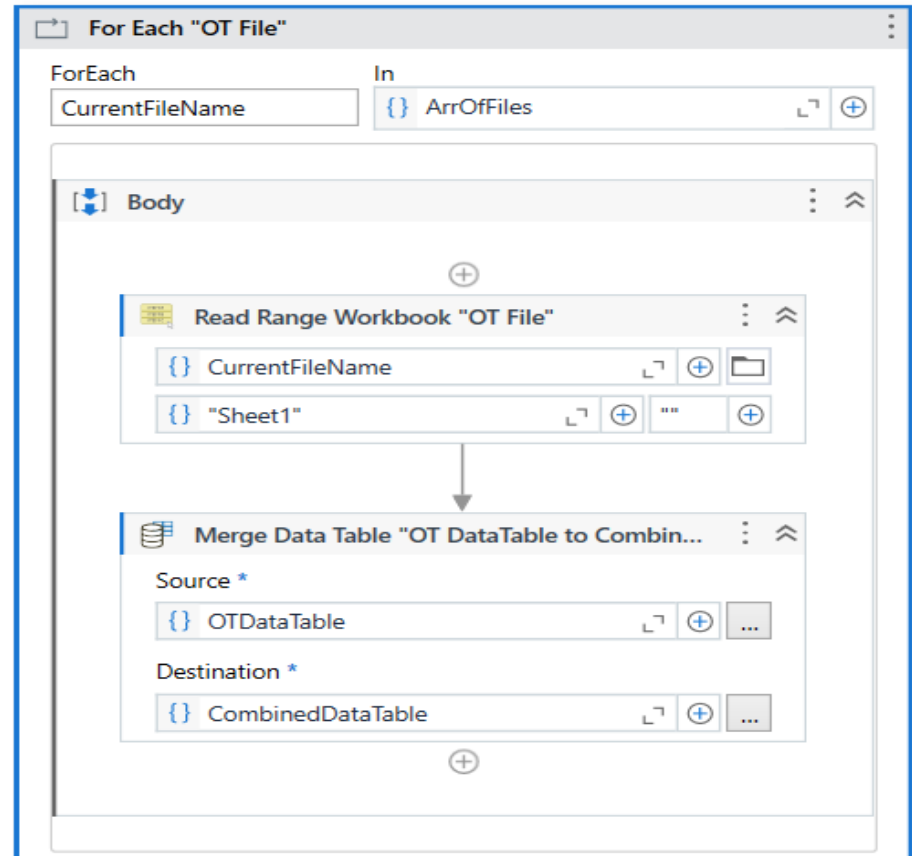 For Each "OT File"
ForEach In
CurrentFileName {} ArrOfFiles
Body
Read Range Workbook "OT File"
{} CurrentFileName
{} "Sheet1" ""
Merge Data Table "OT DataTable to Combin...
Source *
{} OTDataTable ...
Destination *
{} CombinedDataTable ...